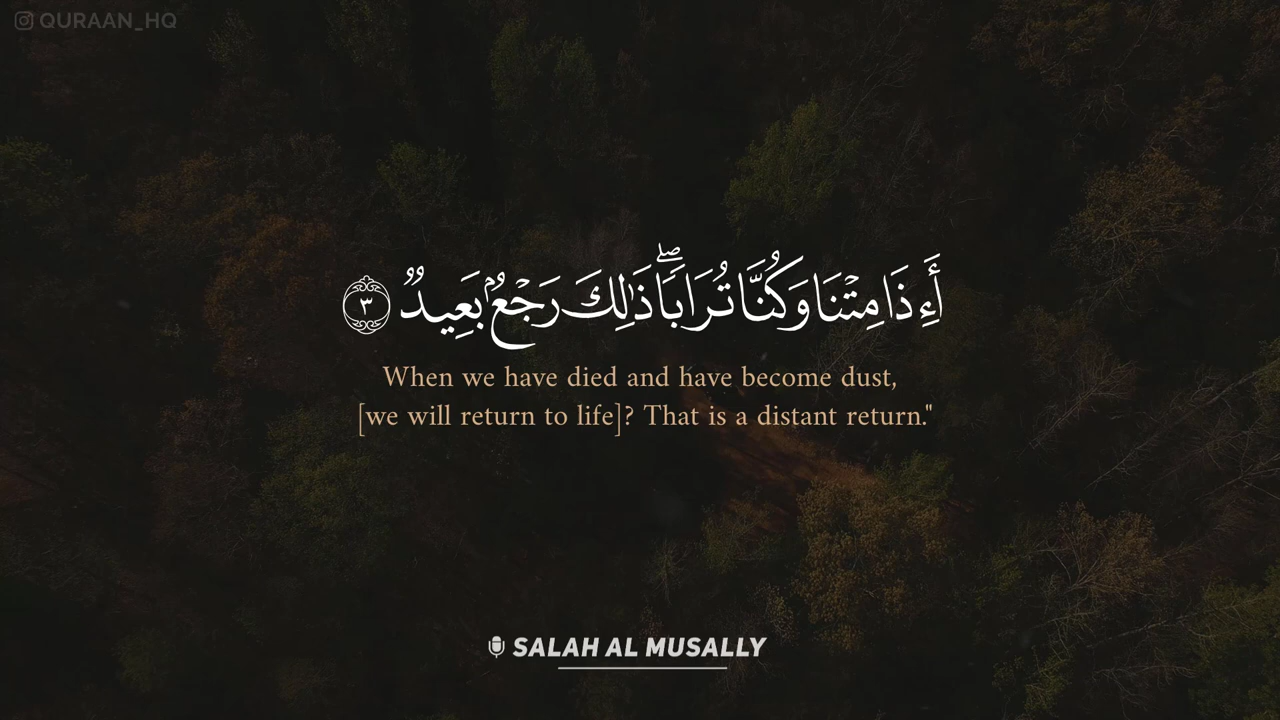 QURAAN_HQ
أَءِذَا مِتْنَا وَكُنَّا تُرَابًا ۖ ذَٰلِكَ رَجْعٌۢ بَعِيدٌ ٣
When we have died and have become dust,
[we will return to life]? That is a distant return."
SALAH AL MUSALLY